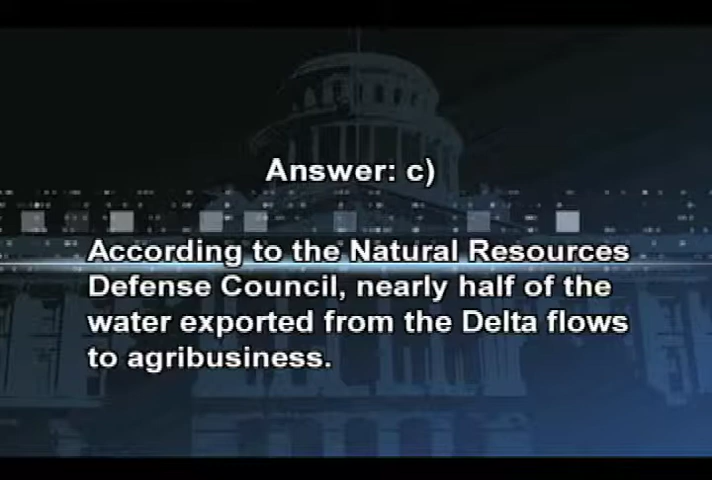 Answer: c)
According to the Natural Resources
Defense Council, nearly half of the
water exported from the Delta flows
to agribusiness.